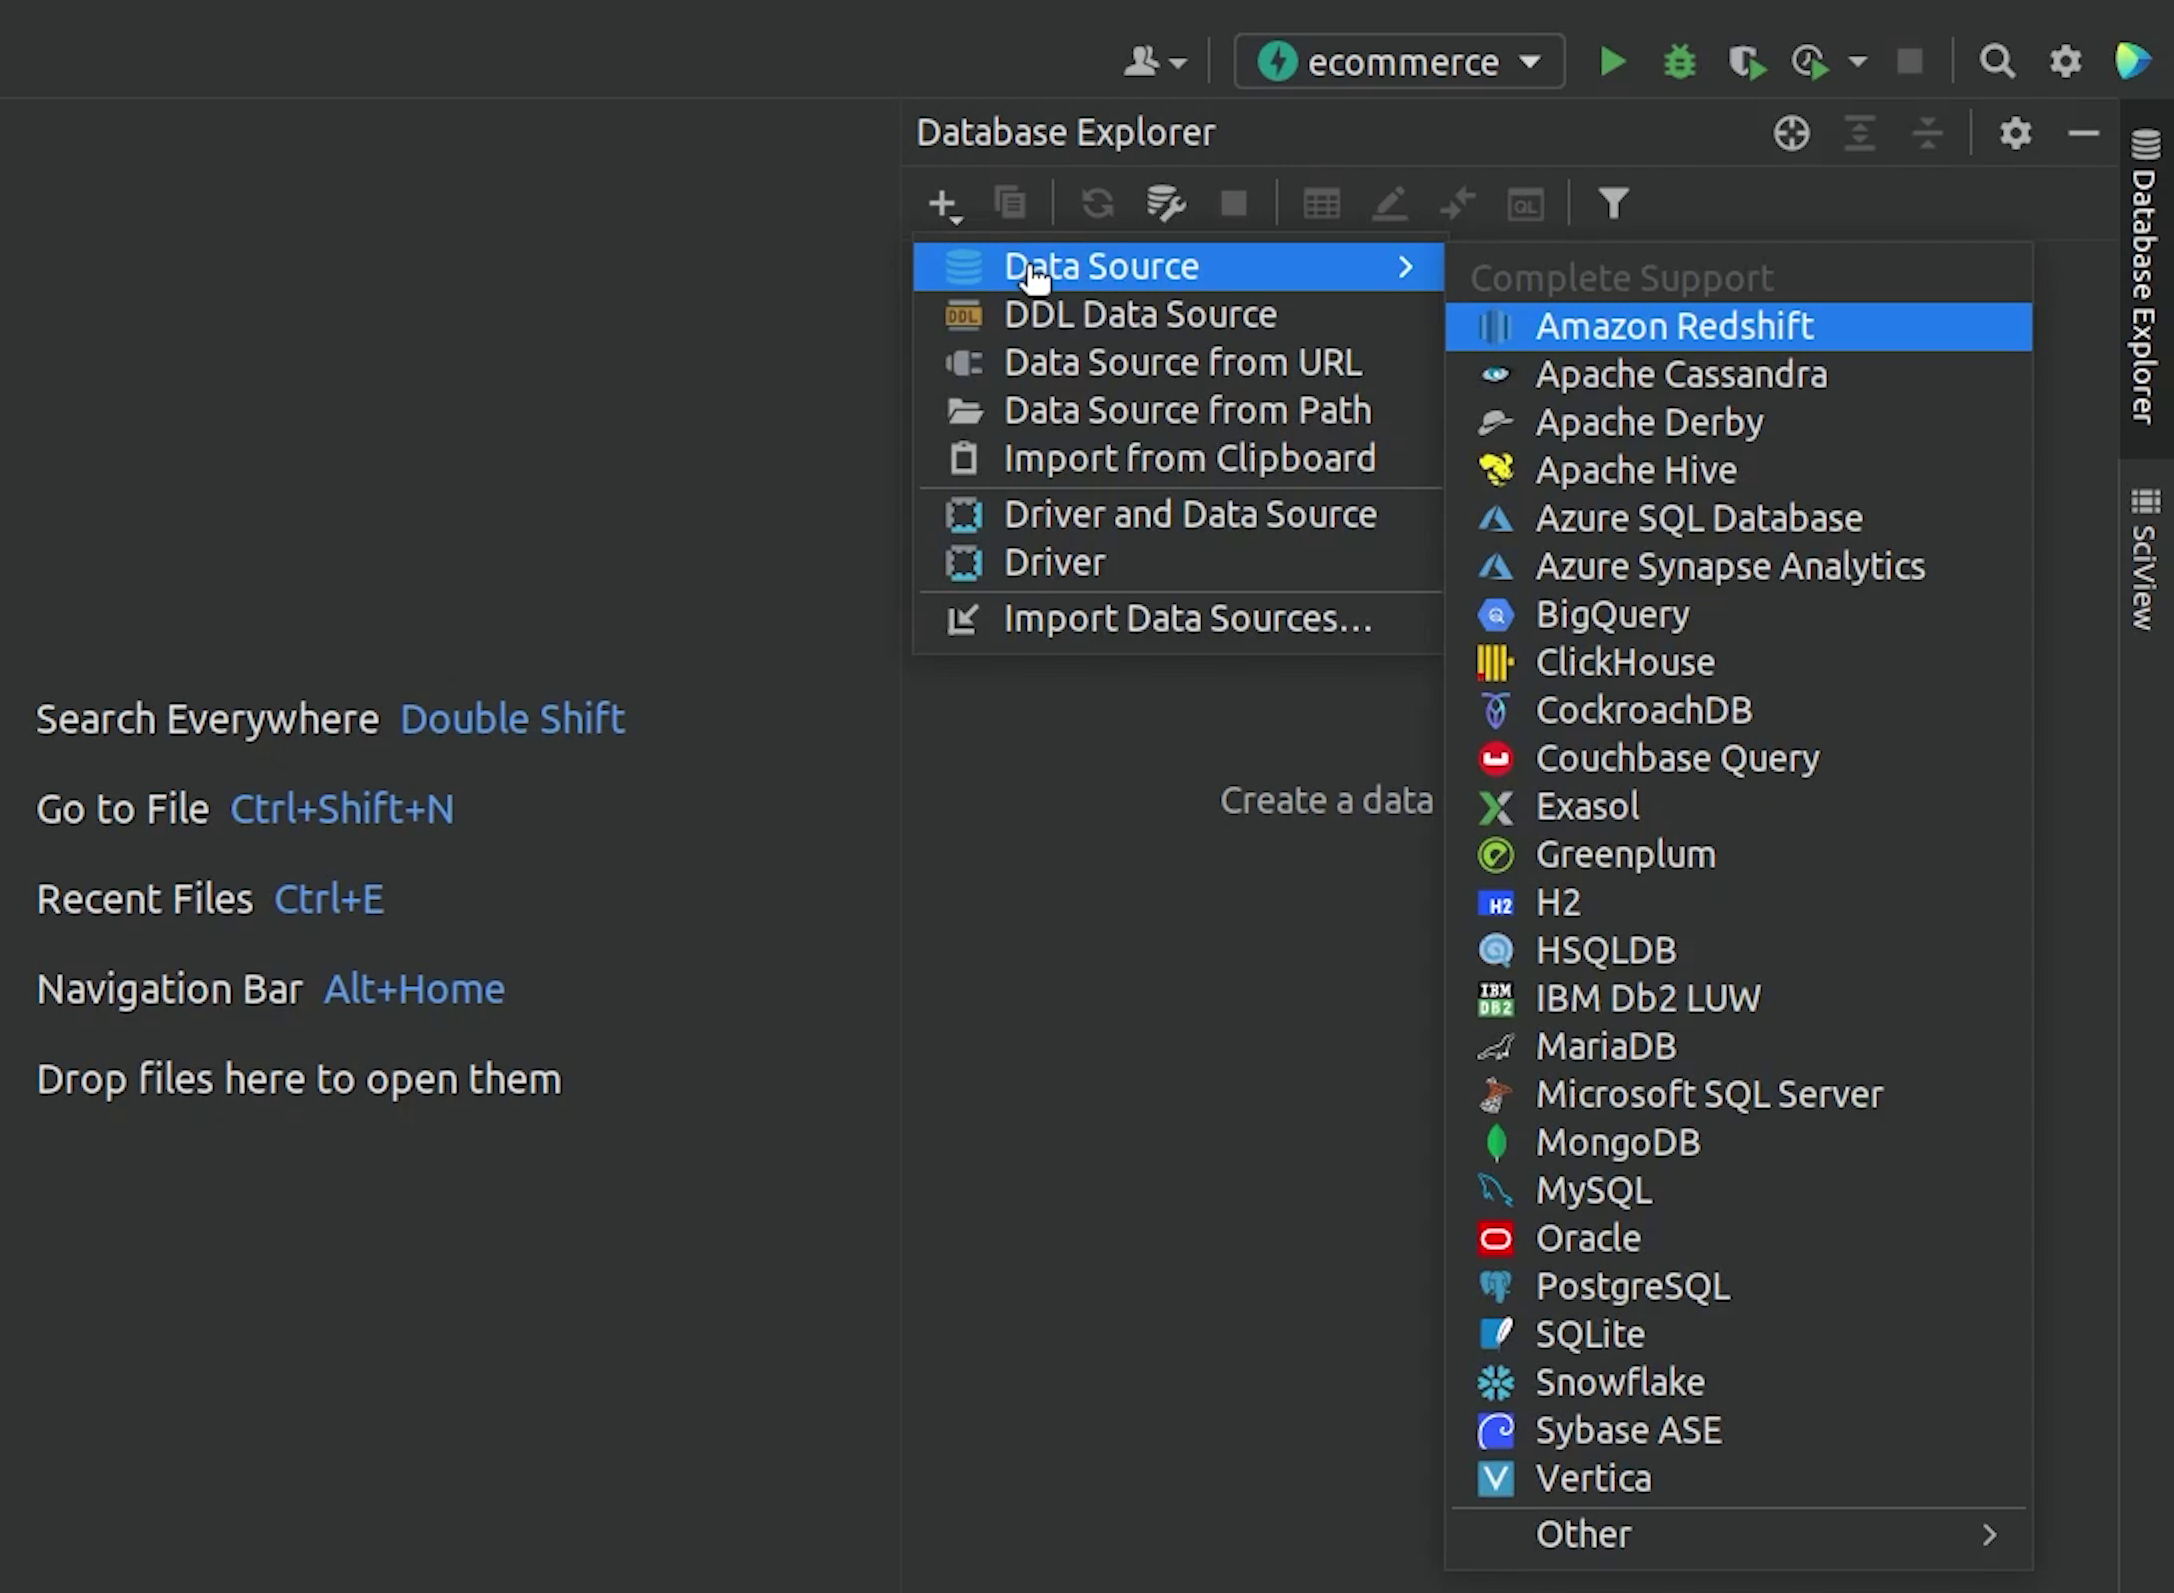 ecommerce
Database Explorer
QL
Data Source
DDL
DDL Data Source
Data Source from URL
Data Source from Path
Import from Clipboard
Driver and Data Source
Driver
Import Data Sources...
Complete Support
Amazon Redshift
Apache Cassandra
Apache Derby
Apache Hive
Azure SQL Database
Azure Synapse Analytics
BigQuery
ClickHouse
CockroachDB
Couchbase Query
Exasol
Greenplum
H2 H2
HSQLDB
IBM DB2 IBM Db2 LUW
MariaDB
Microsoft SQL Server
MongoDB
MySQL
Oracle
PostgreSQL
SQLite
Snowflake
Sybase ASE
Vertica
Other
Search Everywhere Double Shift
Go to File Ctrl+Shift+N
Recent Files Ctrl+E
Navigation Bar Alt+Home
Drop files here to open them
Create a data
Database Explorer
SciView